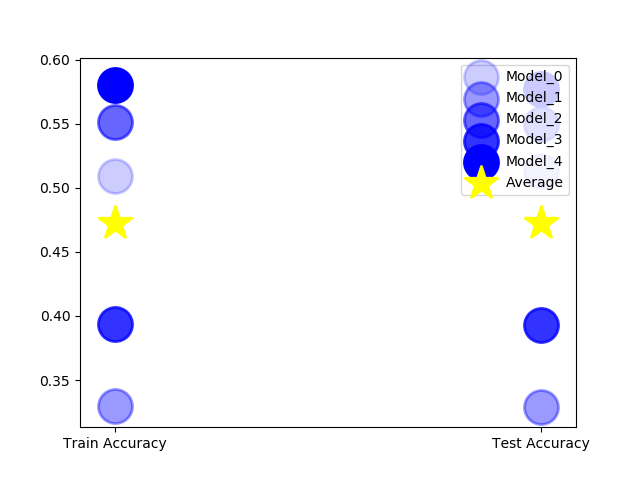 0.60
0.55
0.50
0.45
0.40
0.35
Model_0
Model_1
Model_2
Model_3
Model_4
Average
Train Accuracy
Test Accuracy